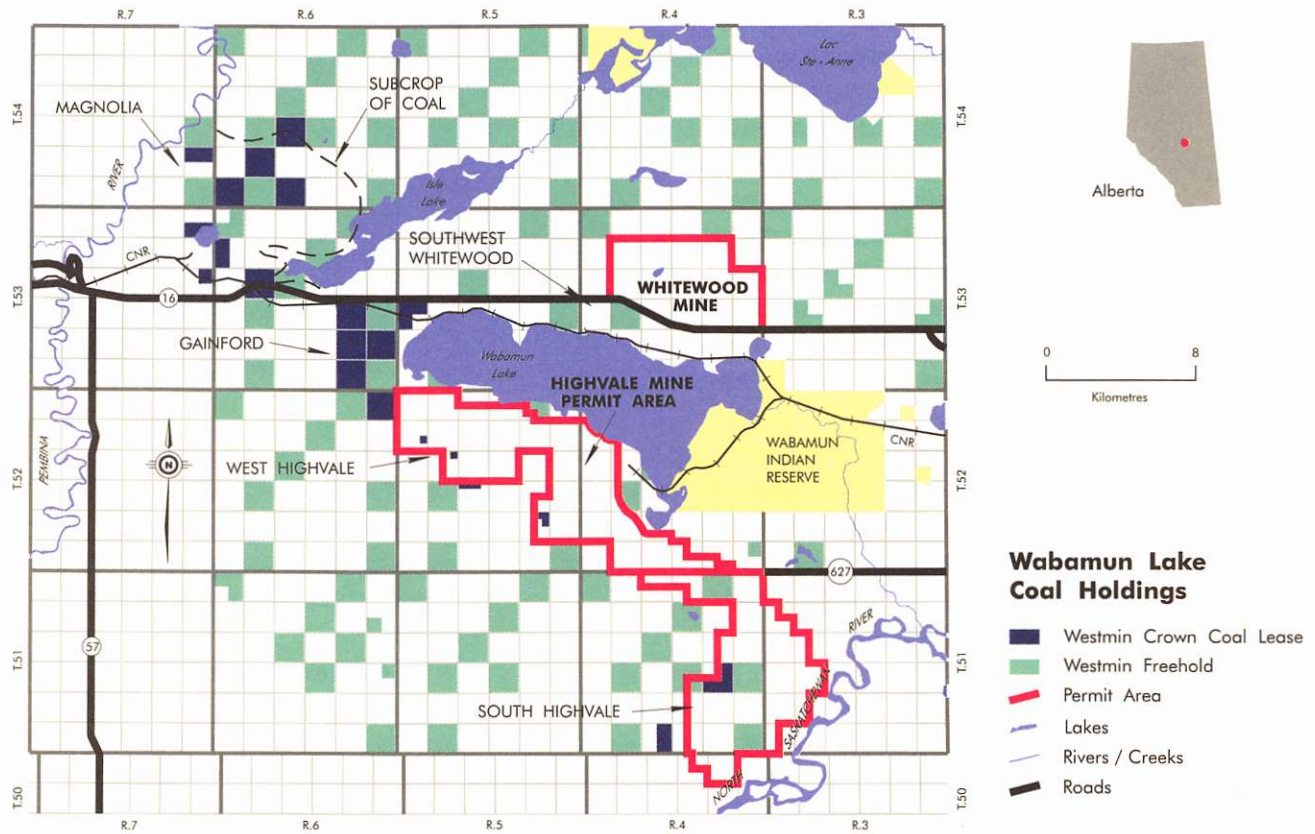 R.7 R.6 R.5 R.4 R.3
Lac
Ste-Anne
SUBCROP
OF COAL
MAGNOLIA
T.54
T.54
RIVER
Isle
Lake
Alberta
SOUTHWEST
WHITEWOOD
CNR
WHITEWOOD
MINE
16
T.53
T.53
GAINFORD
Wabamun
Lake
0 8
Kilometres
HIGHVALE MINE
PERMIT AREA
WABAMUN
INDIAN
RESERVE
CNR
N
WEST HIGHVALE
PEMBINA
T.52
T.52
627
Wabamun Lake
Coal Holdings
Westmin Crown Coal Lease
Westmin Freehold
Permit Area
Lakes
Rivers / Creeks
Roads
RIVER
57
T.51
T.51
SOUTH HIGHVALE
SASKATCHEWAN
NORTH
T.50
T.50
R.7 R.6 R.5 R.4 R.3